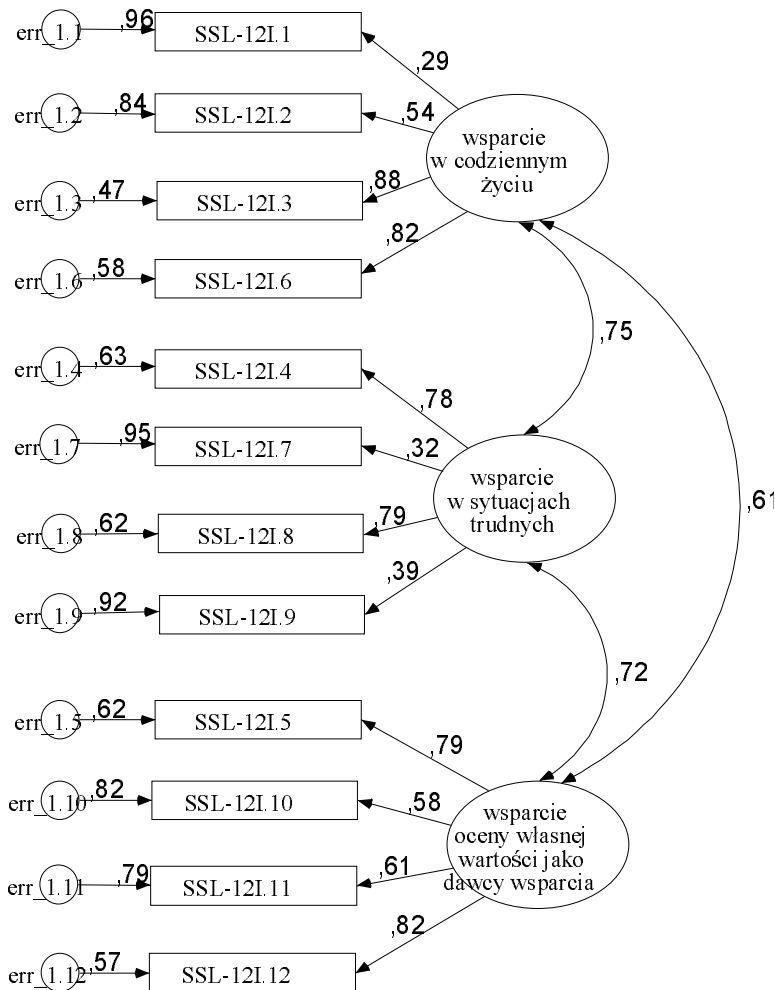 err_1.1 ,96 SSL-12I.1
,29
err_1.2 ,84 SSL-12I.2 ,54
wsparcie
w codziennym
życiu
err_1.3 ,47 SSL-12I.3 ,88
,82
err_1.6 ,58 SSL-12I.6
,75
err_1.4 ,63 SSL-12I.4
,78
err_1.7 ,95 SSL-12I.7 ,32
wsparcie
w sytuacjach
trudnych
,61
err_1.8 ,62 SSL-12I.8 ,79
,39
err_1.9 ,92 SSL-12I.9
,72
err_1.5 ,62 SSL-12I.5
,79
err_1.10 ,82 SSL-12I.10 ,58
wsparcie
oceny własnej
wartości jako
dawcy wsparcia
err_1.11 ,79 SSL-12I.11 ,61
,82
err_1.12 ,57 SSL-12I.12